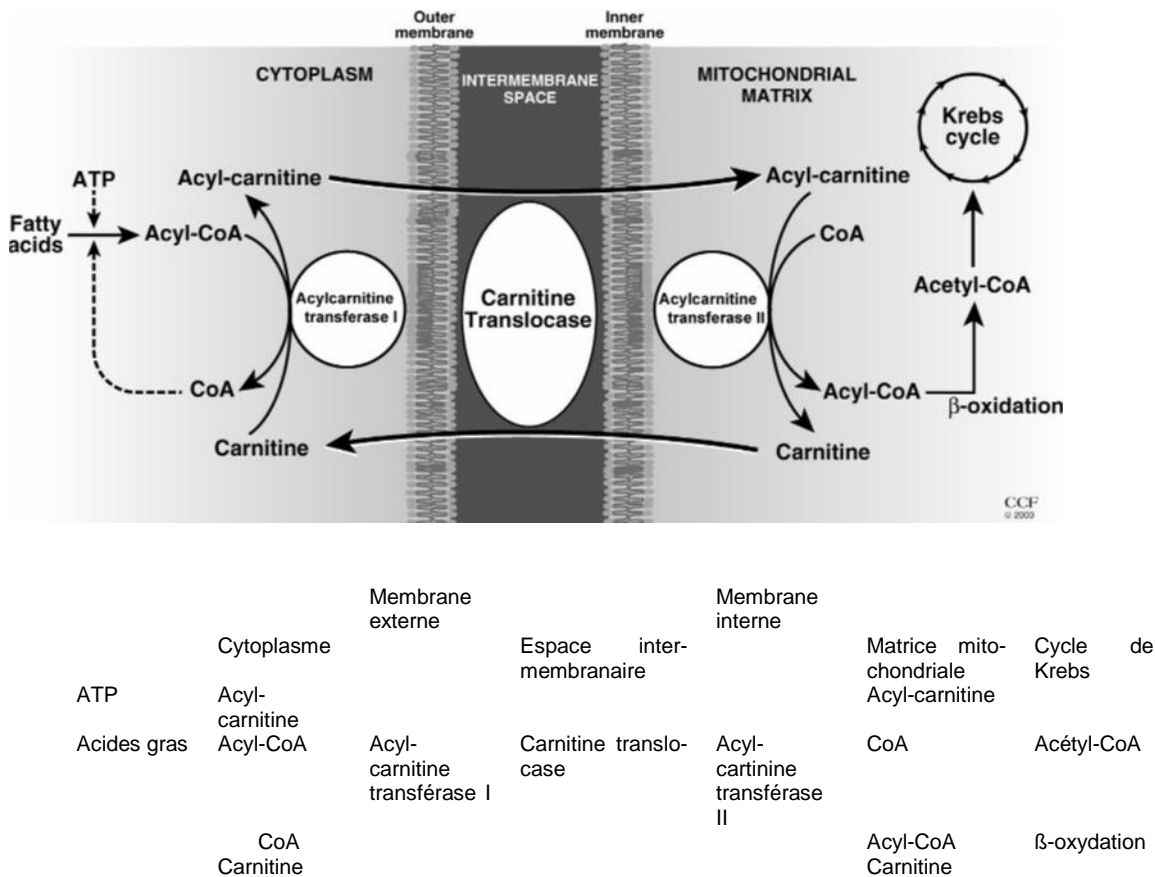 Outer
membrane
Inner
membrane
CYTOPLASM
INTERMEMBRANE
SPACE
MITOCHONDRIAL
MATRIX
Krebs
cycle
ATP
Acyl-carnitine
Acyl-carnitine
Fatty
acids
Acyl-CoA
CoA
Acylcarnitine
transferase I
Carnitine
Translocase
Acylcarnitine
transferase II
Acetyl-CoA
CoA
Acyl-CoA
β-oxidation
Carnitine
Carnitine
CCF
© 2003
Membrane
externe
Membrane
interne
Cytoplasme
Espace inter-
membranaire
Matrice mito-
chondriale
Cycle de
Krebs
ATP
Acyl-
carnitine
Acyl-carnitine
Acides gras
Acyl-CoA
Acyl-
carnitine
transférase I
Carnitine translo-
case
Acyl-
cartinine
transférase
II
CoA
Acétyl-CoA
CoA
Carnitine
Acyl-CoA
Carnitine
ß-oxydation